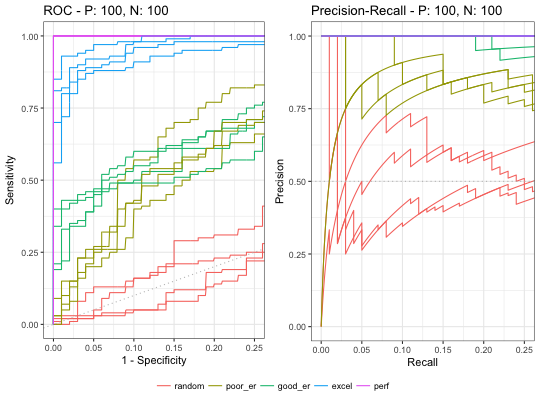 ROC - P: 100, N: 100
Precision-Recall - P: 100, N: 100
Sensitivity
1.00
0.75
0.50
0.25
0.00
0.00 0.05 0.10 0.15 0.20 0.25
1 - Specificity
Precision
1.00
0.75
0.50
0.25
0.00
0.00 0.05 0.10 0.15 0.20 0.25
Recall
random poor_er good_er excel perf